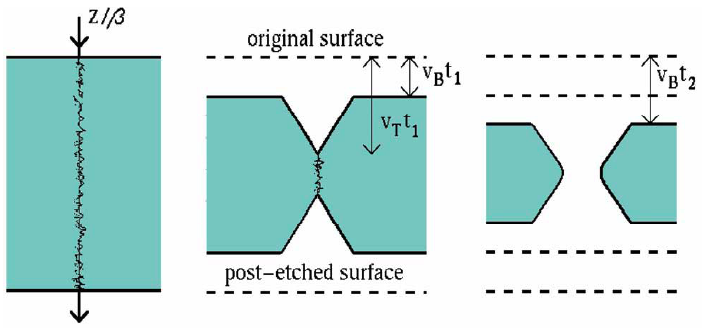 z/β
original surface
v_B t_1
v_T t_1
post-etched surface
v_B t_2